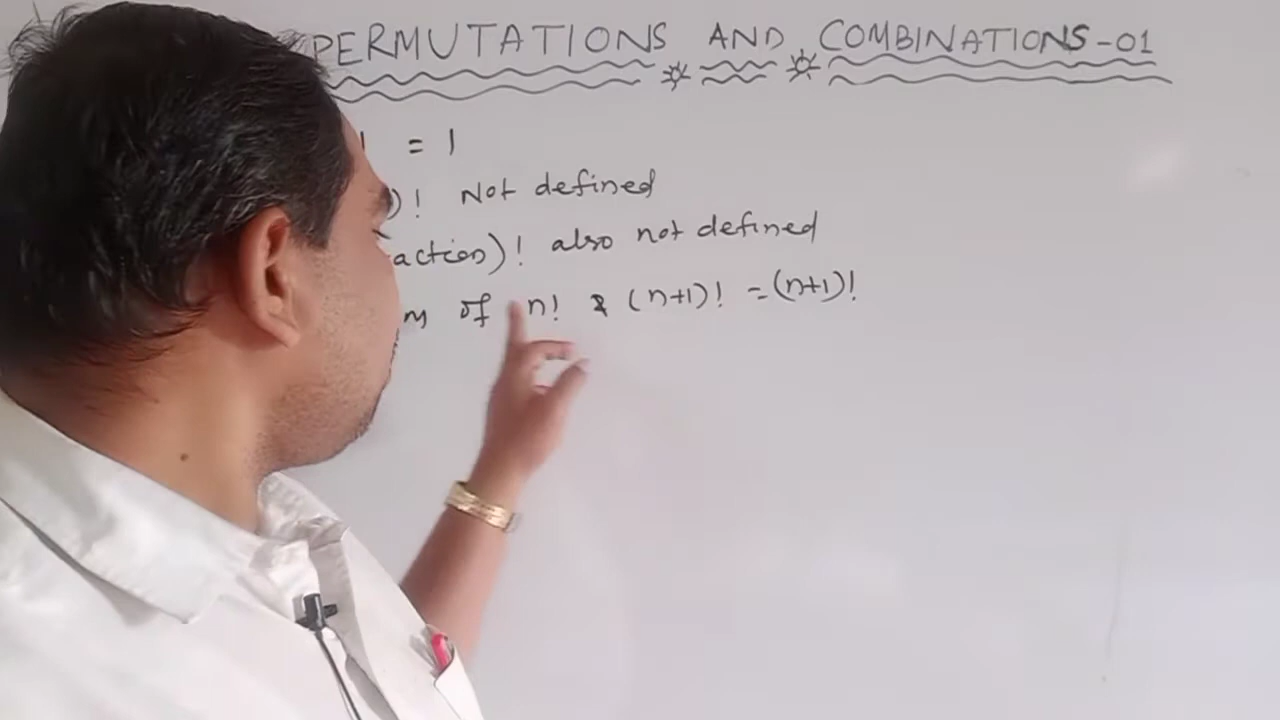 PERMUTATIONS AND COMBINATIONS-01
= 1
)! Not defined
action)! also not defined
m of n! & (n+1)! = (n+1)!